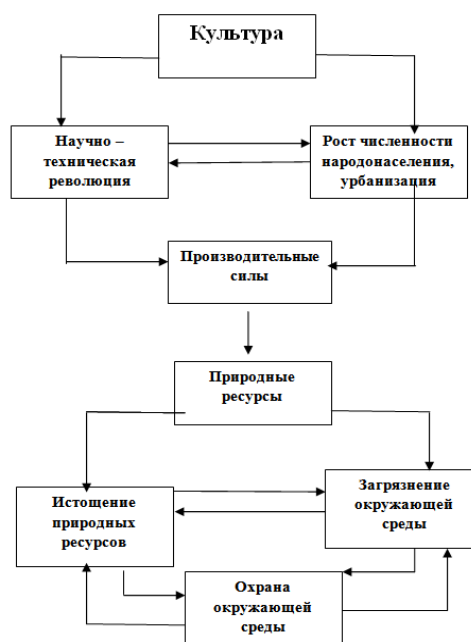 Культура
Научно –
техническая
революция
Рост численности
народонаселения,
урбанизация
Производительные
силы
Природные
ресурсы
Истощение
природных
ресурсов
Загрязнение
окружающей
среды
Охрана
окружающей
среды